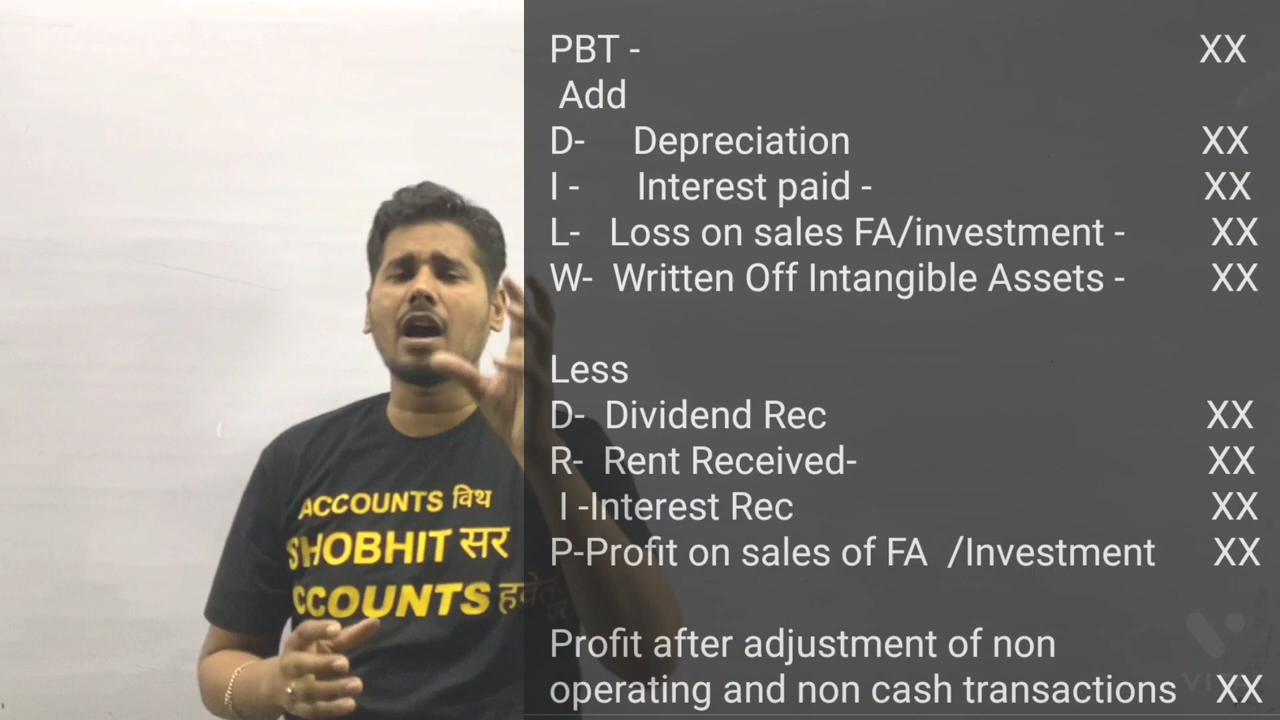 PBT - XX
Add
D- Depreciation XX
I - Interest paid - XX
L- Loss on sales FA/investment - XX
W- Written Off Intangible Assets - XX
Less
D- Dividend Rec XX
R- Rent Received- XX
I -Interest Rec XX
P-Profit on sales of FA /Investment XX
Profit after adjustment of non
operating and non cash transactions XX
ACCOUNTS विथ
SHOBHIT सर
CCOUNTS